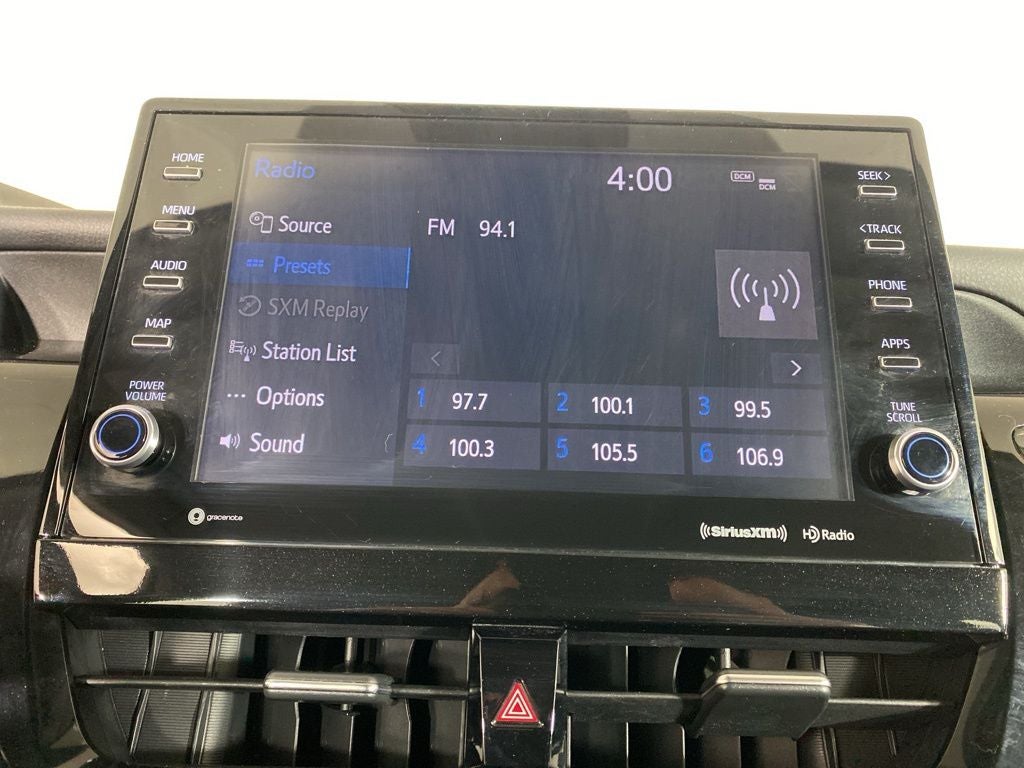 HOME
MENU
AUDIO
MAP
POWER
VOLUME
Radio
4:00
DCM
DCM
Source
Presets
SXM Replay
Station List
Options
Sound
FM 94.1
<
>
1 97.7
2 100.1
3 99.5
4 100.3
5 105.5
6 106.9
SEEK >
< TRACK
PHONE
APPS
TUNE
SCROLL
gracenote
((SiriusXM))
HD Radio